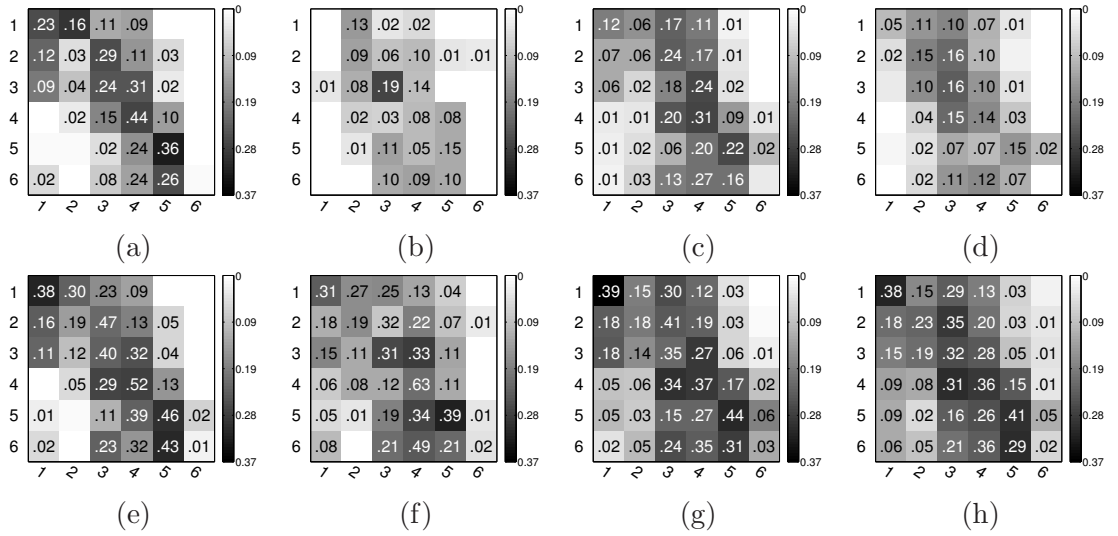 1 .23 .16 .11 .09
2 .12 .03 .29 .11 .03
3 .09 .04 .24 .31 .02
4 .02 .15 .44 .10
5 .02 .24 .36
6 .02 .08 .24 .26
1 2 3 4 5 6
0 0.09 0.19 0.28 0.37
(a)
1 .13 .02 .02
2 .09 .06 .10 .01 .01
3 .01 .08 .19 .14
4 .02 .03 .08 .08
5 .01 .11 .05 .15
6 .10 .09 .10
1 2 3 4 5 6
0 0.09 0.19 0.28 0.37
(b)
1 .12 .06 .17 .11 .01
2 .07 .06 .24 .17 .01
3 .06 .02 .18 .24 .02
4 .01 .01 .20 .31 .09 .01
5 .01 .02 .06 .20 .22 .02
6 .01 .03 .13 .27 .16
1 2 3 4 5 6
0 0.09 0.19 0.28 0.37
(c)
1 .05 .11 .10 .07 .01
2 .02 .15 .16 .10
3 .10 .16 .10 .01
4 .04 .15 .14 .03
5 .02 .07 .07 .15 .02
6 .02 .11 .12 .07
1 2 3 4 5 6
0 0.09 0.19 0.28 0.37
(d)
1 .38 .30 .23 .09
2 .16 .19 .47 .13 .05
3 .11 .12 .40 .32 .04
4 .05 .29 .52 .13
5 .01 .11 .39 .46 .02
6 .02 .23 .32 .43 .01
1 2 3 4 5 6
0 0.09 0.19 0.28 0.37
(e)
1 .31 .27 .25 .13 .04
2 .18 .19 .32 .22 .07 .01
3 .15 .11 .31 .33 .11
4 .06 .08 .12 .63 .11
5 .05 .01 .19 .34 .39 .01
6 .08 .21 .49 .21 .02
1 2 3 4 5 6
0 0.09 0.19 0.28 0.37
(f)
1 .39 .15 .30 .12 .03
2 .18 .18 .41 .19 .03
3 .18 .14 .35 .27 .06 .01
4 .05 .06 .34 .37 .17 .02
5 .05 .03 .15 .27 .44 .06
6 .02 .05 .24 .35 .31 .03
1 2 3 4 5 6
0 0.09 0.19 0.28 0.37
(g)
1 .38 .15 .29 .13 .03
2 .18 .23 .35 .20 .03 .01
3 .15 .19 .32 .28 .05 .01
4 .09 .08 .31 .36 .15 .01
5 .09 .02 .16 .26 .41 .05
6 .06 .05 .21 .36 .29 .02
1 2 3 4 5 6
0 0.09 0.19 0.28 0.37
(h)